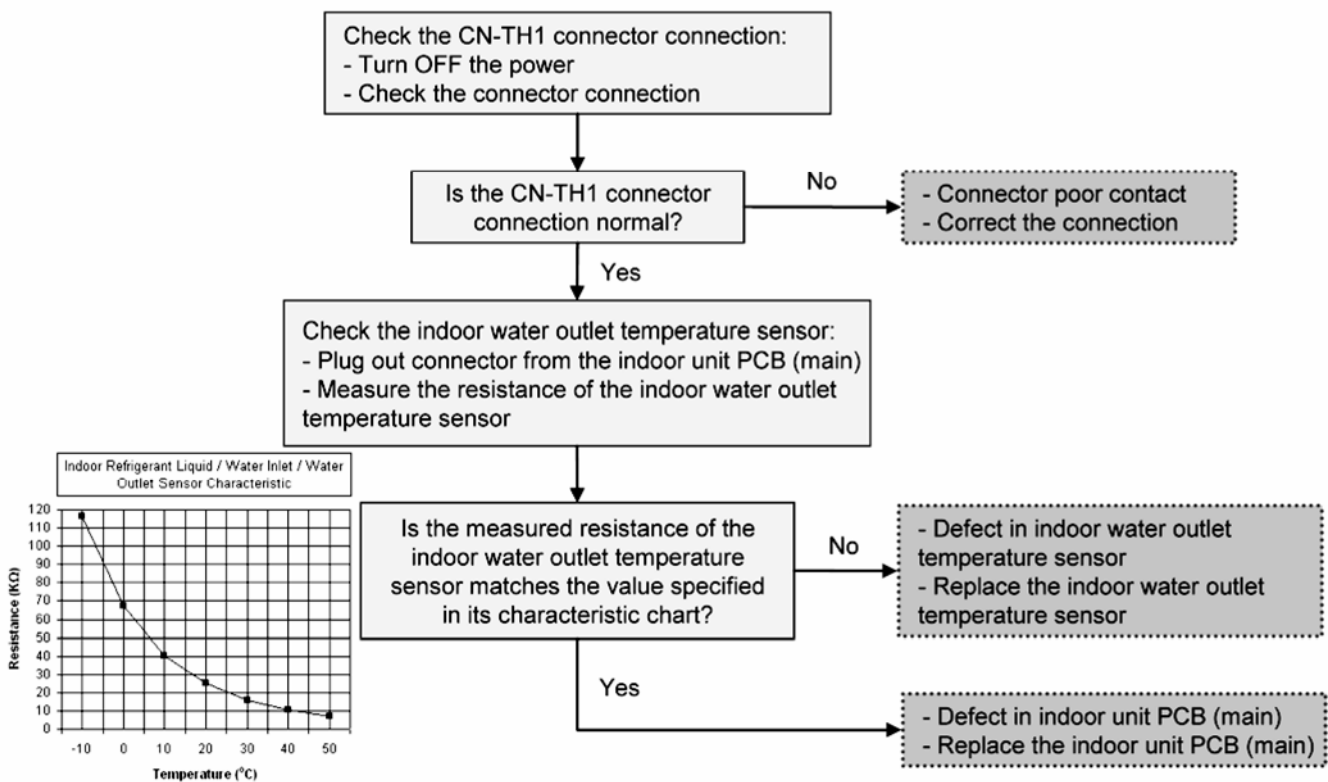 Check the CN-TH1 connector connection:
- Turn OFF the power
- Check the connector connection
Is the CN-TH1 connector
connection normal?
No
- Connector poor contact
- Correct the connection
Yes
Check the indoor water outlet temperature sensor:
- Plug out connector from the indoor unit PCB (main)
- Measure the resistance of the indoor water outlet
temperature sensor
Indoor Refrigerant Liquid / Water Inlet / Water
Outlet Sensor Characteristic
120
110
100
90
80
70
60
50
40
30
20
10
0
Resistance (KΩ)
-10 0 10 20 30 40 50
Temperature (°C)
Is the measured resistance of the
indoor water outlet temperature
sensor matches the value specified
in its characteristic chart?
No
- Defect in indoor water outlet
temperature sensor
- Replace the indoor water outlet
temperature sensor
Yes
- Defect in indoor unit PCB (main)
- Replace the indoor unit PCB (main)